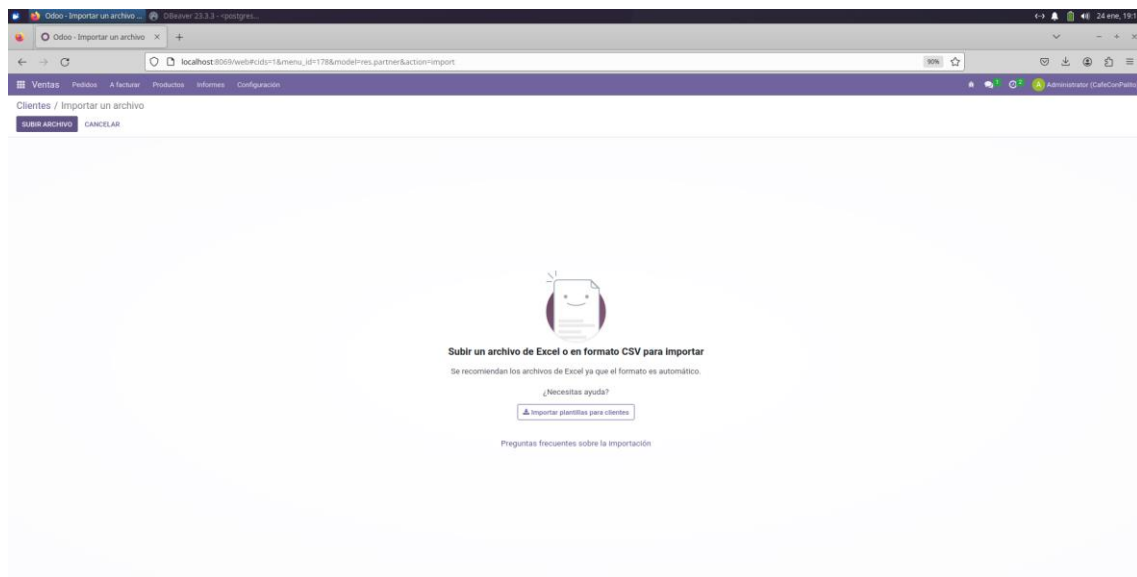 Odoo - Importar un archivo ... DBeaver 23.3.3 - <postgres... 24 ene, 19:1
Odoo - Importar un archivo × +
localhost:8069/web#cids=1&menu_id=178&model=res.partner&action=import 90%
Ventas Pedidos A facturar Productos Informes Configuración 1 2 A Administrator (CafeConPelito
Clientes / Importar un archivo
SUBIR ARCHIVO CANCELAR
Subir un archivo de Excel o en formato CSV para importar
Se recomiendan los archivos de Excel ya que el formato es automático.
¿Necesitas ayuda?
Importar plantillas para clientes
Preguntas frecuentes sobre la importación